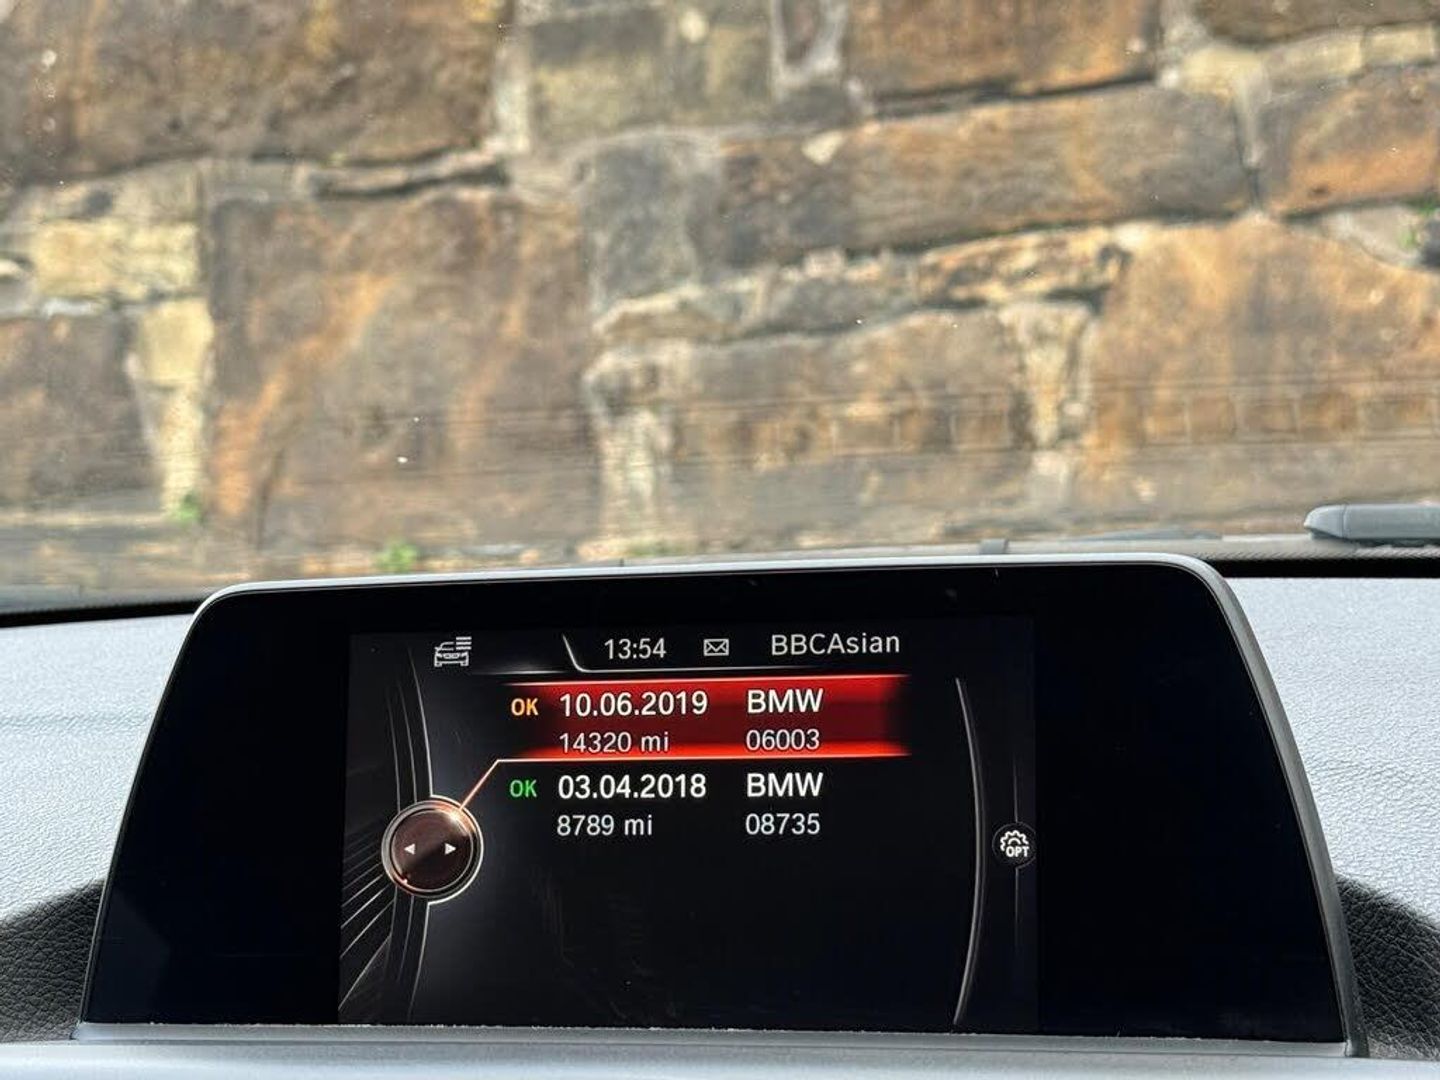 13:54 BBCAsian
OK 10.06.2019 BMW
14320 mi 06003
OK 03.04.2018 BMW
8789 mi 08735
OPT